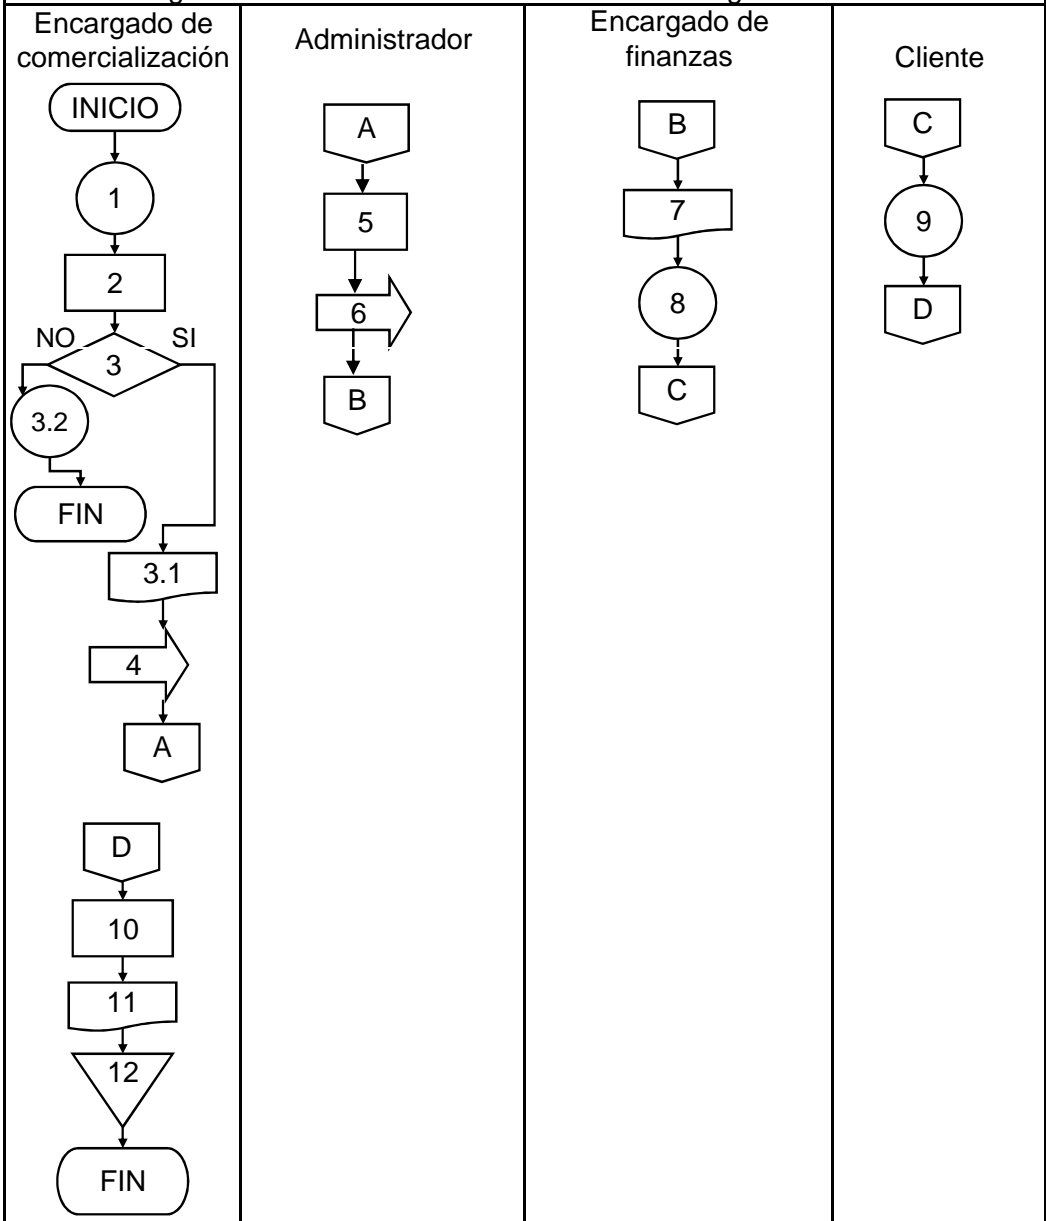 Encargado de
comercialización
INICIO
1
2
NO
SI
3
3.2
FIN
3.1
4
A
D
10
11
12
FIN
Administrador
A
5
6
B
Encargado de
finanzas
B
7
8
C
Cliente
C
9
D